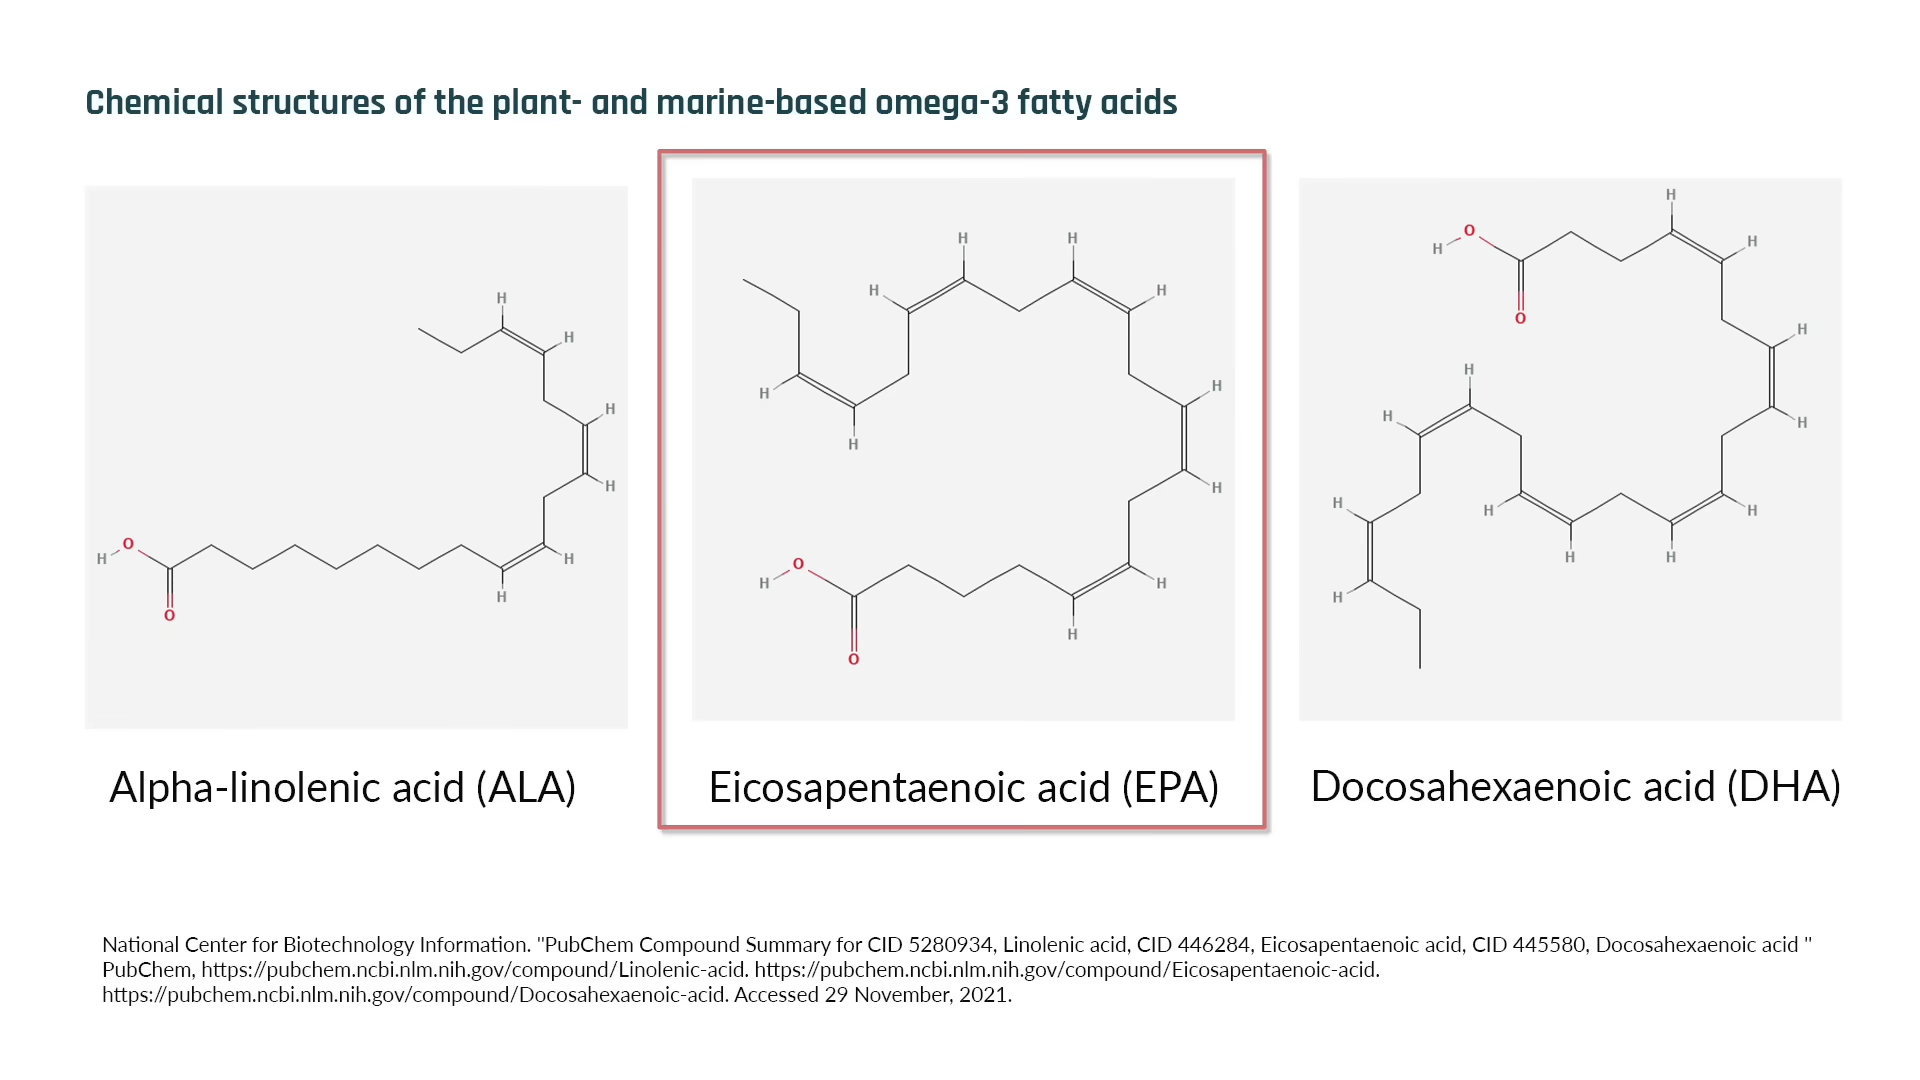 Chemical structures of the plant- and marine-based omega-3 fatty acids
H
H
H
H
H
O
H
H
O
H
H
H
H
H
H
H
H
H
O
H
H
H
O
H
H
O
H
O
H
H
H
H
H
H
H
H
H
H
H
Alpha-linolenic acid (ALA)
Eicosapentaenoic acid (EPA)
Docosahexaenoic acid (DHA)
National Center for Biotechnology Information. "PubChem Compound Summary for CID 5280934, Linolenic acid, CID 446284, Eicosapentaenoic acid, CID 445580, Docosahexaenoic acid "
PubChem, https://pubchem.ncbi.nlm.nih.gov/compound/Linolenic-acid. https://pubchem.ncbi.nlm.nih.gov/compound/Eicosapentaenoic-acid.
https://pubchem.ncbi.nlm.nih.gov/compound/Docosahexaenoic-acid. Accessed 29 November, 2021.